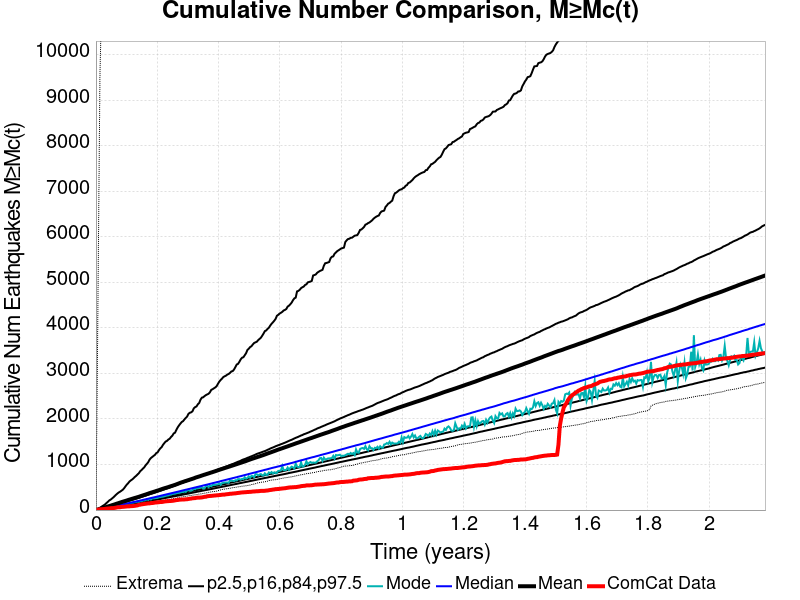 Cumulative Number Comparison, M≥Mc(t)
Cumulative Num Earthquakes M≥Mc(t)
10000
9000
8000
7000
6000
5000
4000
3000
2000
1000
0
0 0.2 0.4 0.6 0.8 1 1.2 1.4 1.6 1.8 2
Time (years)
Extrema p2.5,p16,p84,p97.5 Mode Median Mean ComCat Data